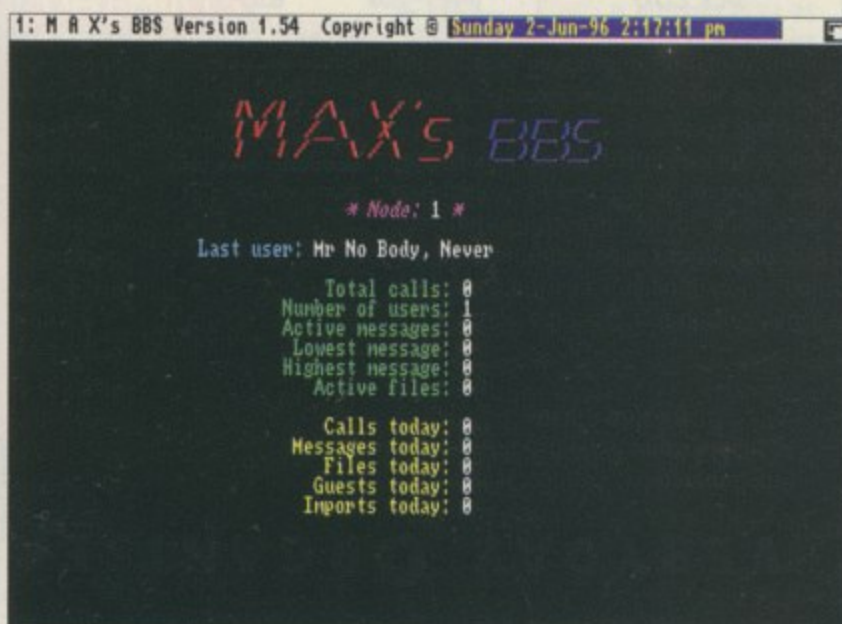 1: M A X's BBS Version 1.54 Copyright © Sunday 2-Jun-96 2:17:11 pm
MAX's BBS
* Node: 1 *
Last user: Mr No Body, Never
Total calls: 0
Number of users: 1
Active messages: 0
Lowest message: 0
Highest message: 0
Active files: 0
Calls today: 0
Messages today: 0
Files today: 0
Guests today: 0
Imports today: 0